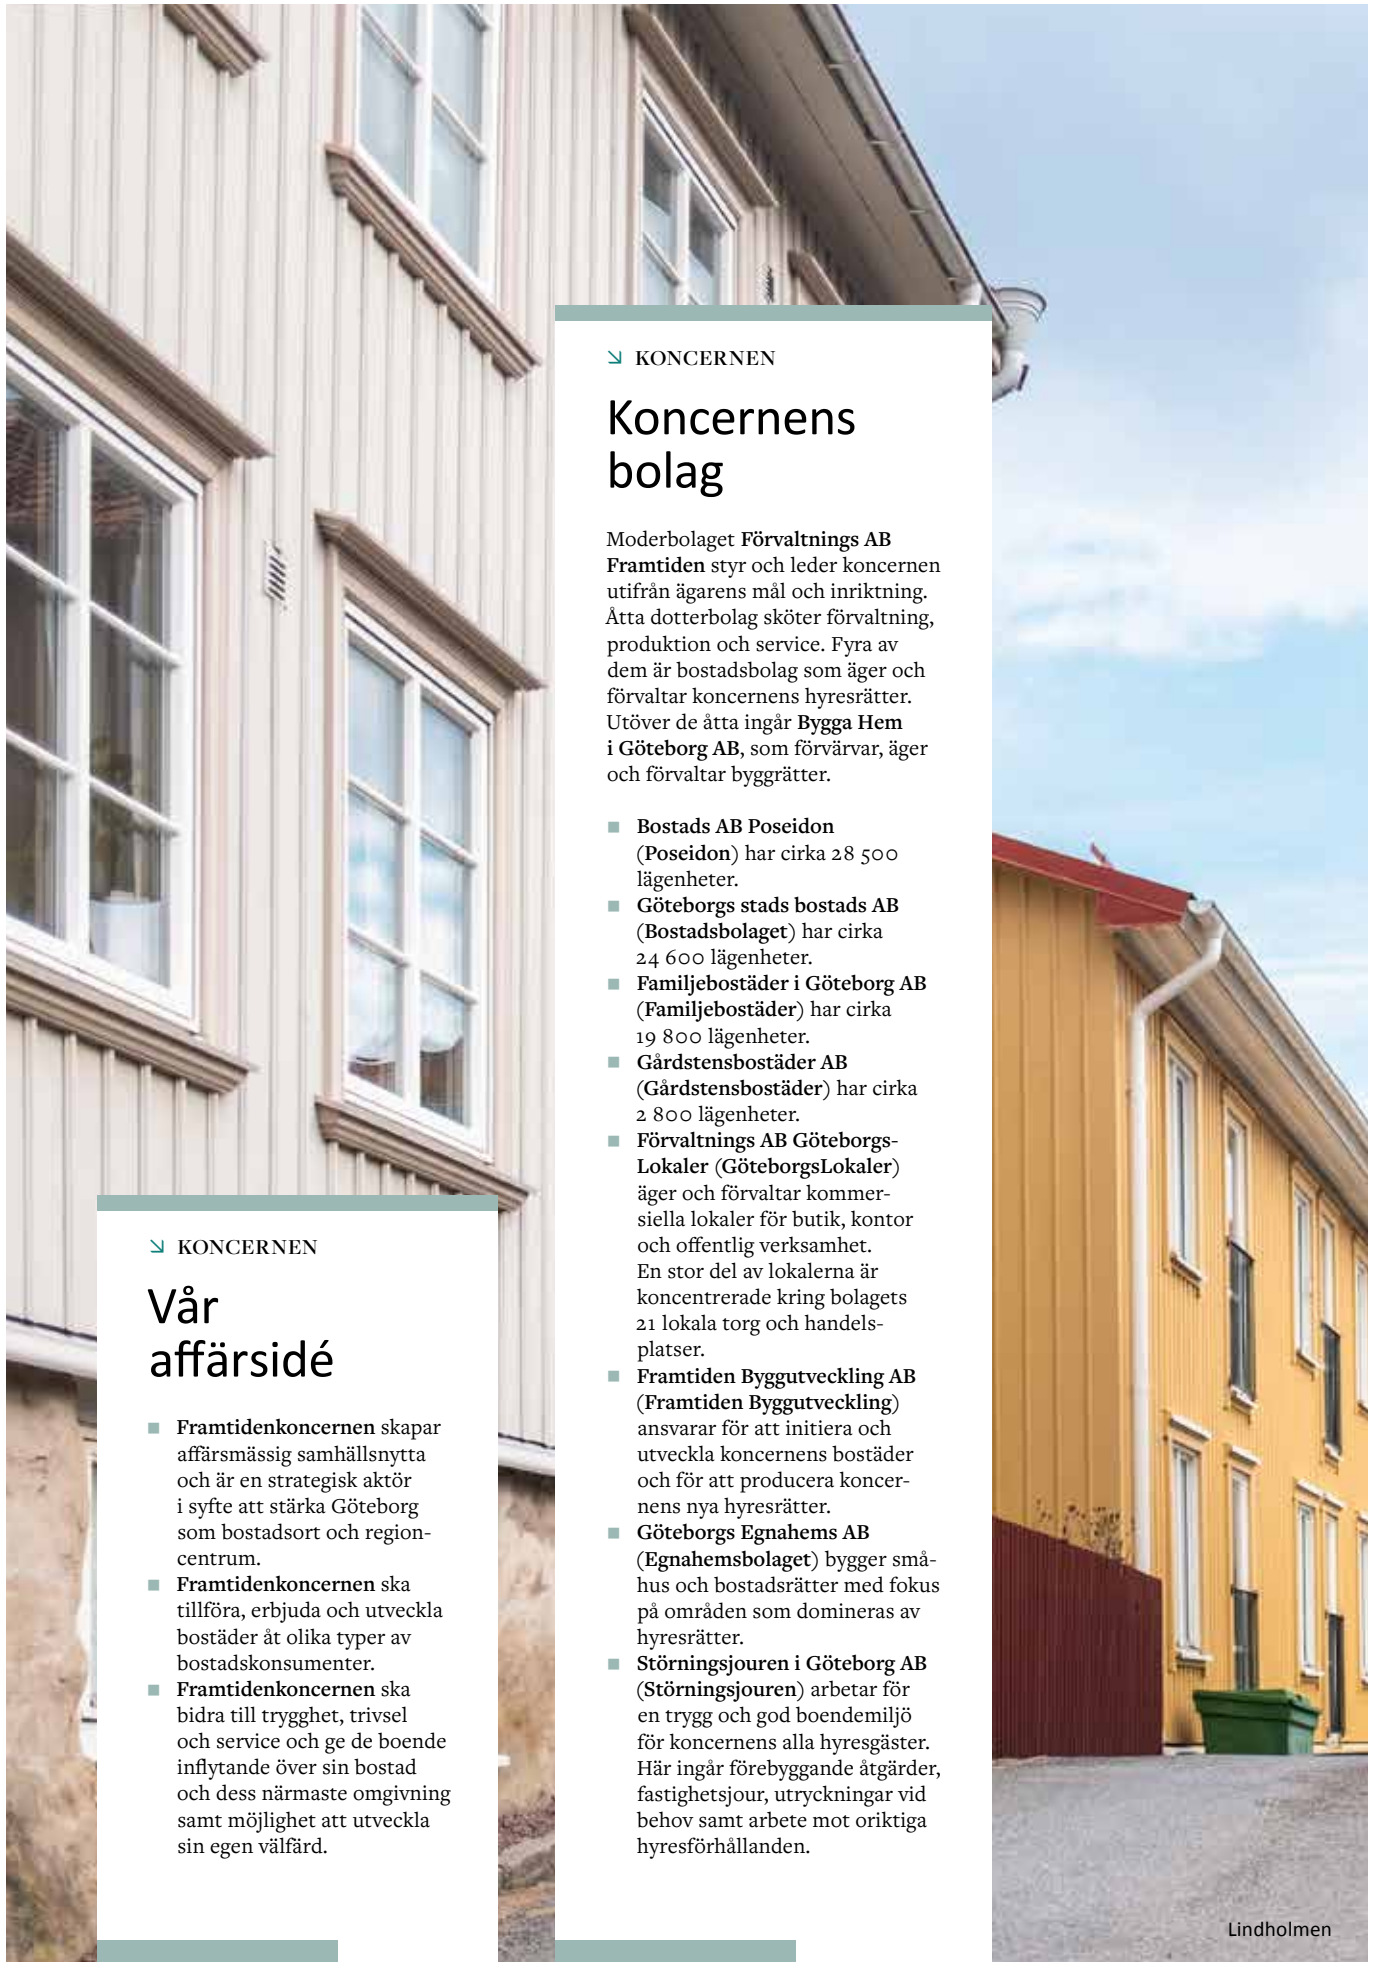 KONCERNEN
Vår
affärsidé
Framtidenkoncernen skapar
affärsmässig samhällsnytta
och är en strategisk aktör
i syfte att stärka Göteborg
som bostadsort och region-
centrum.
Framtidenkoncernen ska
tillföra, erbjuda och utveckla
bostäder åt olika typer av
bostadskonsumenter.
Framtidenkoncernen ska
bidra till trygghet, trivsel
och service och ge de boende
inflytande över sin bostad
och dess närmaste omgivning
samt möjlighet att utveckla
sin egen välfärd.
KONCERNEN
Koncernens
bolag
Moderbolaget Förvaltnings AB
Framtiden styr och leder koncernen
utifrån ägarens mål och inriktning.
Åtta dotterbolag sköter förvaltning,
produktion och service. Fyra av
dem är bostadsbolag som äger och
förvaltar koncernens hyresrätter.
Utöver de åtta ingår Bygga Hem
i Göteborg AB, som förvärvar, äger
och förvaltar byggrätter.
Bostads AB Poseidon
(Poseidon) har cirka 28 500
lägenheter.
Göteborgs stads bostads AB
(Bostadsbolaget) har cirka
24 600 lägenheter.
Familjebostäder i Göteborg AB
(Familjebostäder) har cirka
19 800 lägenheter.
Gårdstensbostäder AB
(Gårdstensbostäder) har cirka
2 800 lägenheter.
Förvaltnings AB Göteborgs-
Lokaler (GöteborgsLokaler)
äger och förvaltar kommer-
siella lokaler för butik, kontor
och offentlig verksamhet.
En stor del av lokalerna är
koncentrerade kring bolagets
21 lokala torg och handels-
platser.
Framtiden Byggutveckling AB
(Framtiden Byggutveckling)
ansvarar för att initiera och
utveckla koncernens bostäder
och för att producera koncer-
nens nya hyresrätter.
Göteborgs Egnahems AB
(Egnahemsbolaget) bygger små-
hus och bostadsrätter med fokus
på områden som domineras av
hyresrätter.
Störningsjouren i Göteborg AB
(Störningsjouren) arbetar för
en trygg och god boendemiljö
för koncernens alla hyresgäster.
Här ingår förebyggande åtgärder,
fastighetsjour, utryckningar vid
behov samt arbete mot oriktiga
hyresförhållanden.
Lindholmen